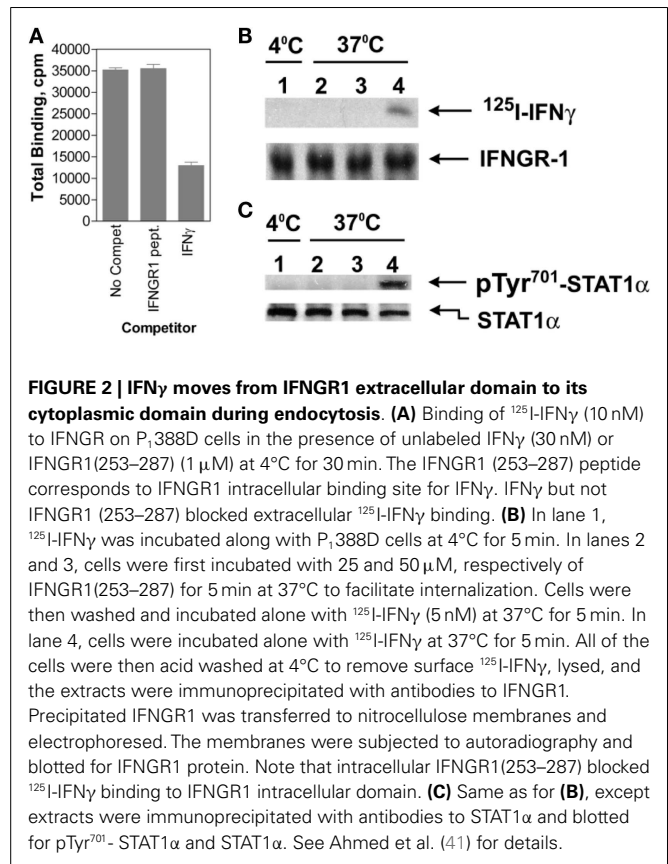 A
40000
35000
30000
25000
20000
15000
10000
5000
0
Total Binding, cpm
No Compet
IFNGR1 pept.
IFNγ
Competitor
B
4⁰C 37⁰C
1 2 3 4
¹²⁵I-IFNγ
IFNGR-1
C
4⁰C 37⁰C
1 2 3 4
pTyr⁷⁰¹-STAT1α
STAT1α
FIGURE 2 | IFNγ moves from IFNGR1 extracellular domain to its
cytoplasmic domain during endocytosis. (A) Binding of ¹²⁵I-IFNγ (10 nM)
to IFNGR on P₁388D cells in the presence of unlabeled IFNγ (30 nM) or
IFNGR1(253–287) (1 μM) at 4°C for 30 min. The IFNGR1 (253–287) peptide
corresponds to IFNGR1 intracellular binding site for IFNγ. IFNγ but not
IFNGR1 (253–287) blocked extracellular ¹²⁵I-IFNγ binding. (B) In lane 1,
¹²⁵I-IFNγ was incubated along with P₁388D cells at 4°C for 5 min. In lanes 2
and 3, cells were first incubated with 25 and 50 μM, respectively of
IFNGR1(253–287) for 5 min at 37°C to facilitate internalization. Cells were
then washed and incubated alone with ¹²⁵I-IFNγ (5 nM) at 37°C for 5 min. In
lane 4, cells were incubated alone with ¹²⁵I-IFNγ at 37°C for 5 min. All of the
cells were then acid washed at 4°C to remove surface ¹²⁵I-IFNγ, lysed, and
the extracts were immunoprecipitated with antibodies to IFNGR1.
Precipitated IFNGR1 was transferred to nitrocellulose membranes and
electrophoresed. The membranes were subjected to autoradiography and
blotted for IFNGR1 protein. Note that intracellular IFNGR1(253–287) blocked
¹²⁵I-IFNγ binding to IFNGR1 intracellular domain. (C) Same as for (B), except
extracts were immunoprecipitated with antibodies to STAT1α and blotted
for pTyr⁷⁰¹- STAT1α and STAT1α. See Ahmed et al. (41) for details.